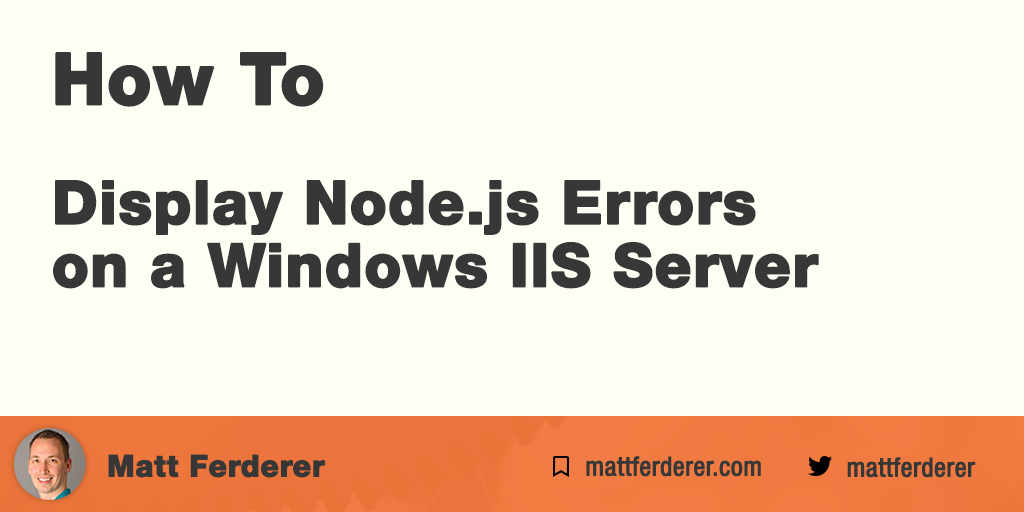 How To
Display Node.js Errors
on a Windows IIS Server
Matt Ferderer
mattferderer.com
mattferderer